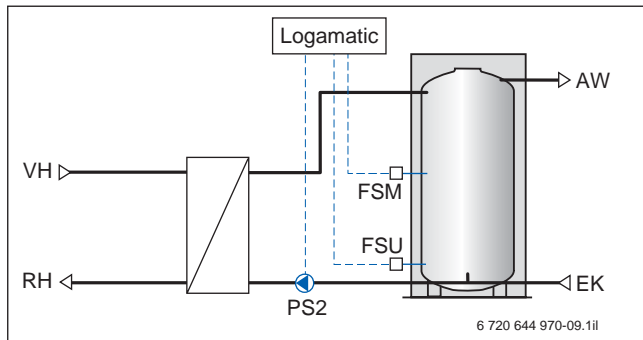 Logamatic
AW
VH
FSM
FSU
RH
PS2
EK
6 720 644 970-09.1il